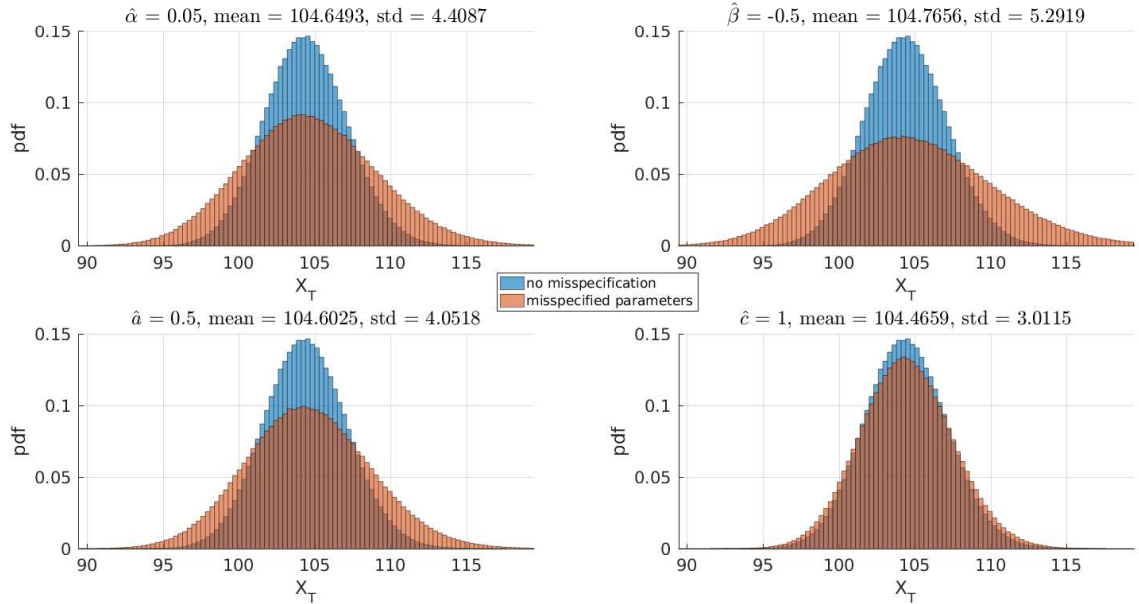 α̂ = 0.05, mean = 104.6493, std = 4.4087
0.15
0.1
0.05
0
pdf
90 95 100 105 110 115
X_T
β̂ = -0.5, mean = 104.7656, std = 5.2919
0.15
0.1
0.05
0
pdf
90 95 100 105 110 115
X_T
no misspecification
misspecified parameters
â = 0.5, mean = 104.6025, std = 4.0518
0.15
0.1
0.05
0
pdf
90 95 100 105 110 115
X_T
ĉ = 1, mean = 104.4659, std = 3.0115
0.15
0.1
0.05
0
pdf
90 95 100 105 110 115
X_T